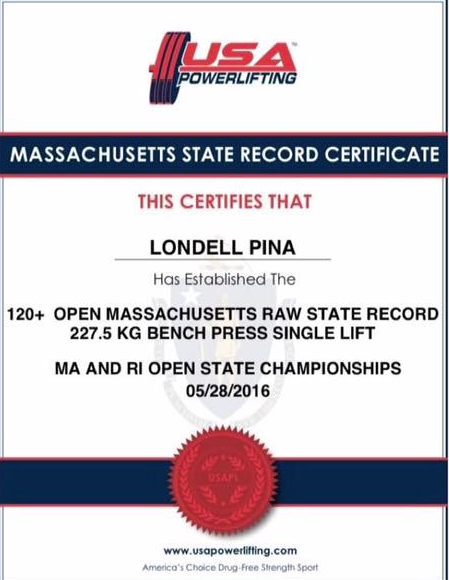 USA
POWERLIFTING™
MASSACHUSETTS STATE RECORD CERTIFICATE
THIS CERTIFIES THAT
LONDELL PINA
Has Established The
120+ OPEN MASSACHUSETTS RAW STATE RECORD
227.5 KG BENCH PRESS SINGLE LIFT
MA AND RI OPEN STATE CHAMPIONSHIPS
05/28/2016
USAPL
www.usapowerlifting.com
America's Choice Drug-Free Strength Sport